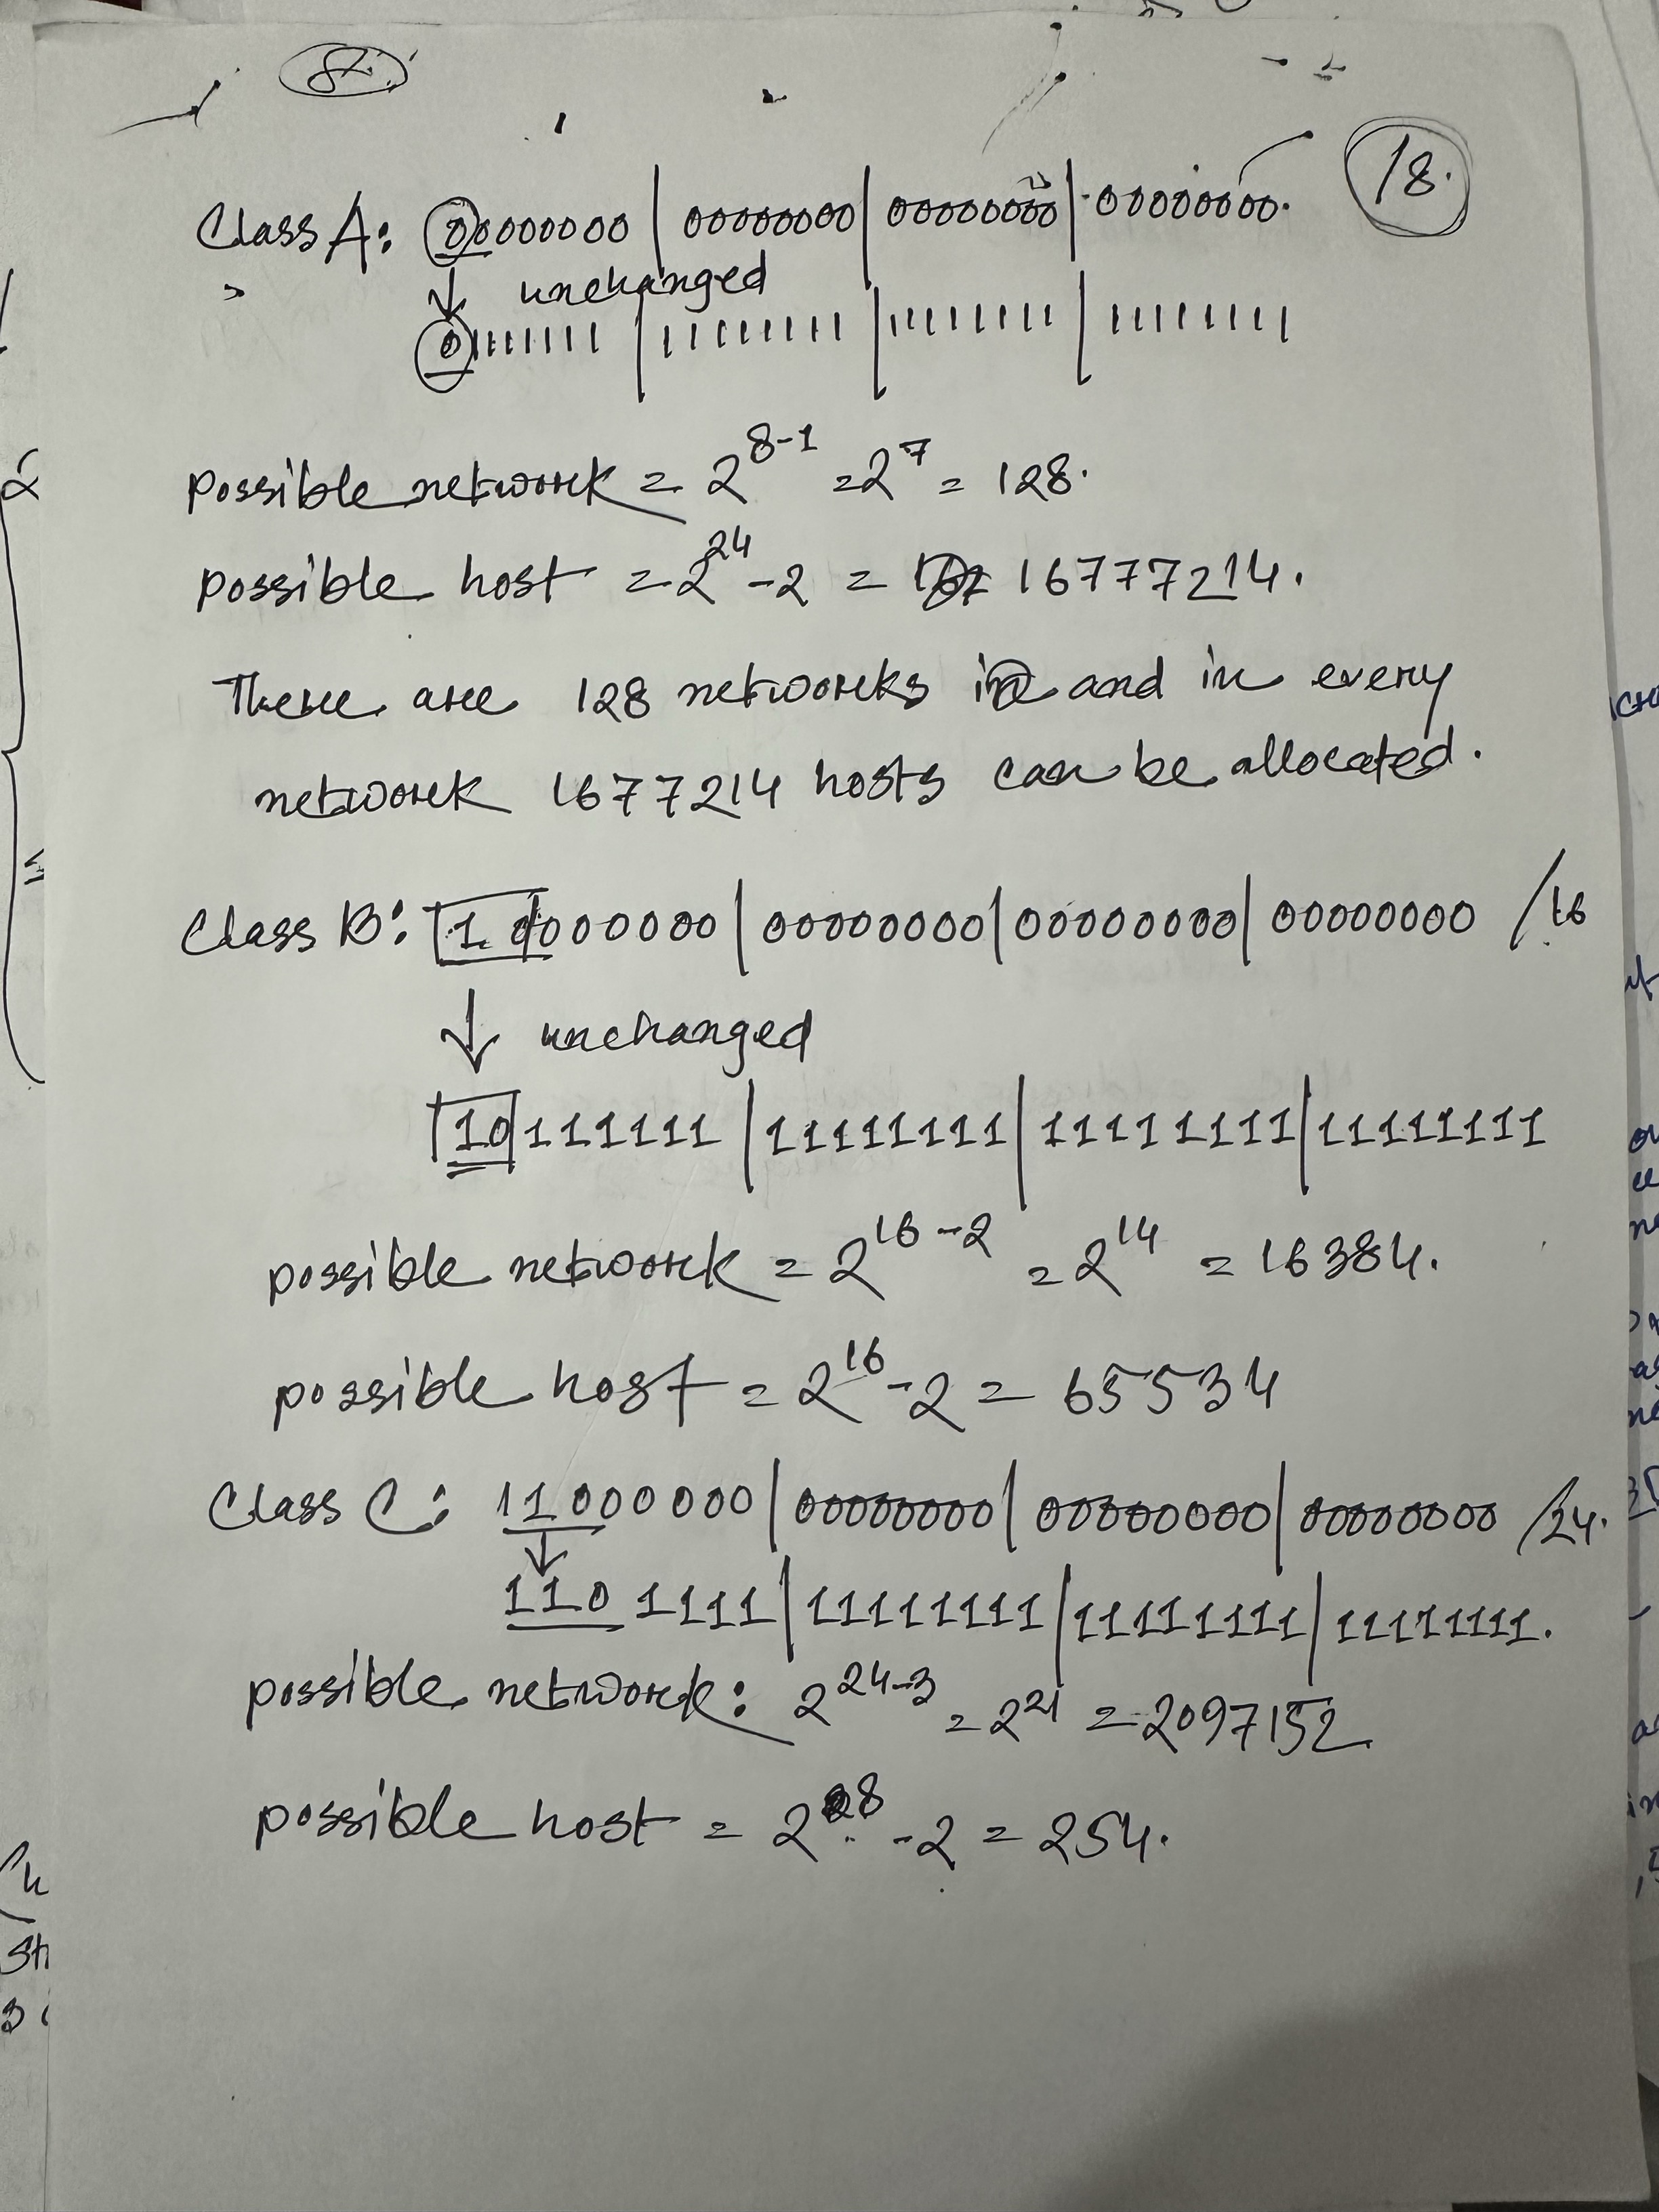 18.
Class A: 00000000 | 00000000 | 00000000 | 00000000.
↓ unchanged
01111111 | 11111111 | 11111111 | 11111111
possible network = 2^8-1 = 2^7 = 128.
possible host = 2^24 - 2 = 16777214.
There are 128 networks and in every
network 1677214 hosts can be allocated.
Class B: 10000000 | 00000000 | 00000000 | 00000000 /16
↓ unchanged
10111111 | 11111111 | 11111111 | 11111111
possible network = 2^16-2 = 2^14 = 16384.
possible host = 2^16 - 2 = 65534
Class C: 11000000 | 00000000 | 00000000 | 00000000 /24.
↓
1101111 | 11111111 | 11111111 | 11111111.
possible network: 2^24-3 = 2^21 = 2097152
possible host = 2^8 - 2 = 254.